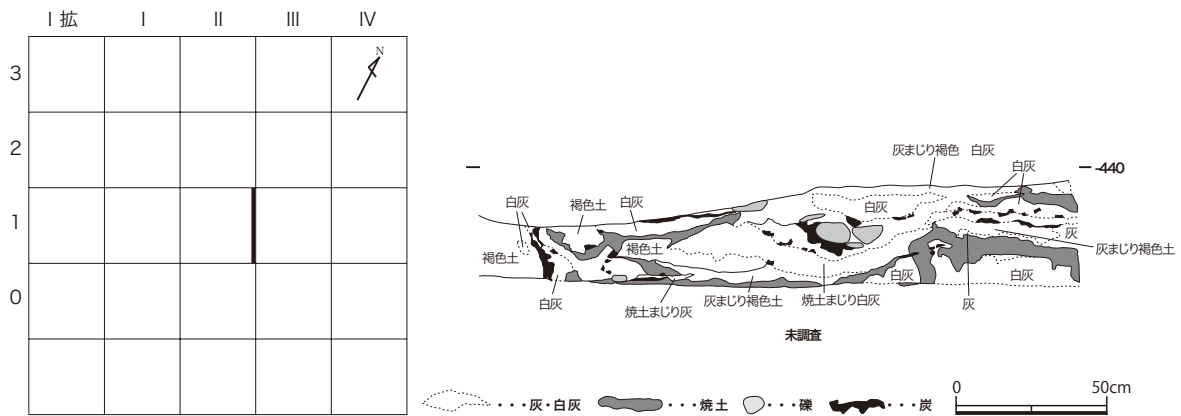 I 拡 I II III IV
3
2
1
0
N
灰まじり褐色 白灰
白灰
-440
白灰
褐色土
白灰
白灰
灰
褐色土
褐色土
灰まじり褐色土
白灰
白灰
白灰
焼土まじり灰
灰まじり褐色土
焼土まじり白灰
灰
未調査
・・・灰・白灰 ・・・焼土 ・・・礫 ・・・炭
0 50cm